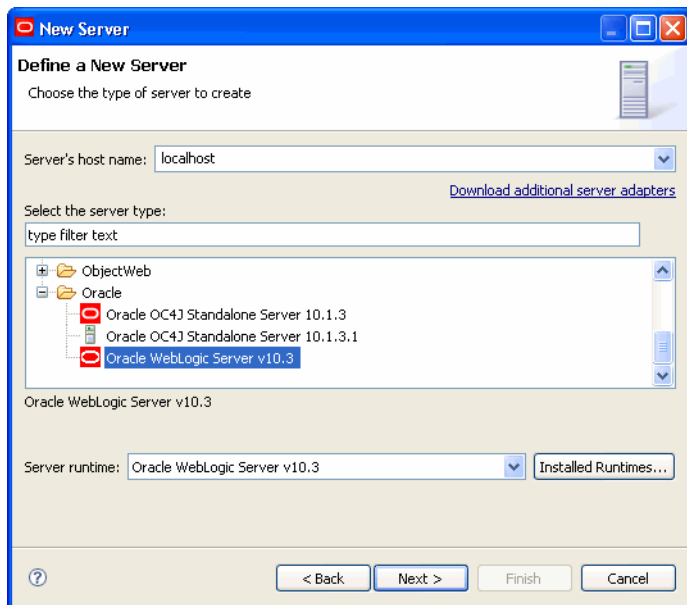 New Server
Define a New Server
Choose the type of server to create
Server's host name: localhost
Download additional server adapters
Select the server type:
type filter text
ObjectWeb
Oracle
Oracle OC4J Standalone Server 10.1.3
Oracle OC4J Standalone Server 10.1.3.1
Oracle WebLogic Server v10.3
Oracle WebLogic Server v10.3
Server runtime: Oracle WebLogic Server v10.3 Installed Runtimes...
? < Back Next > Finish Cancel